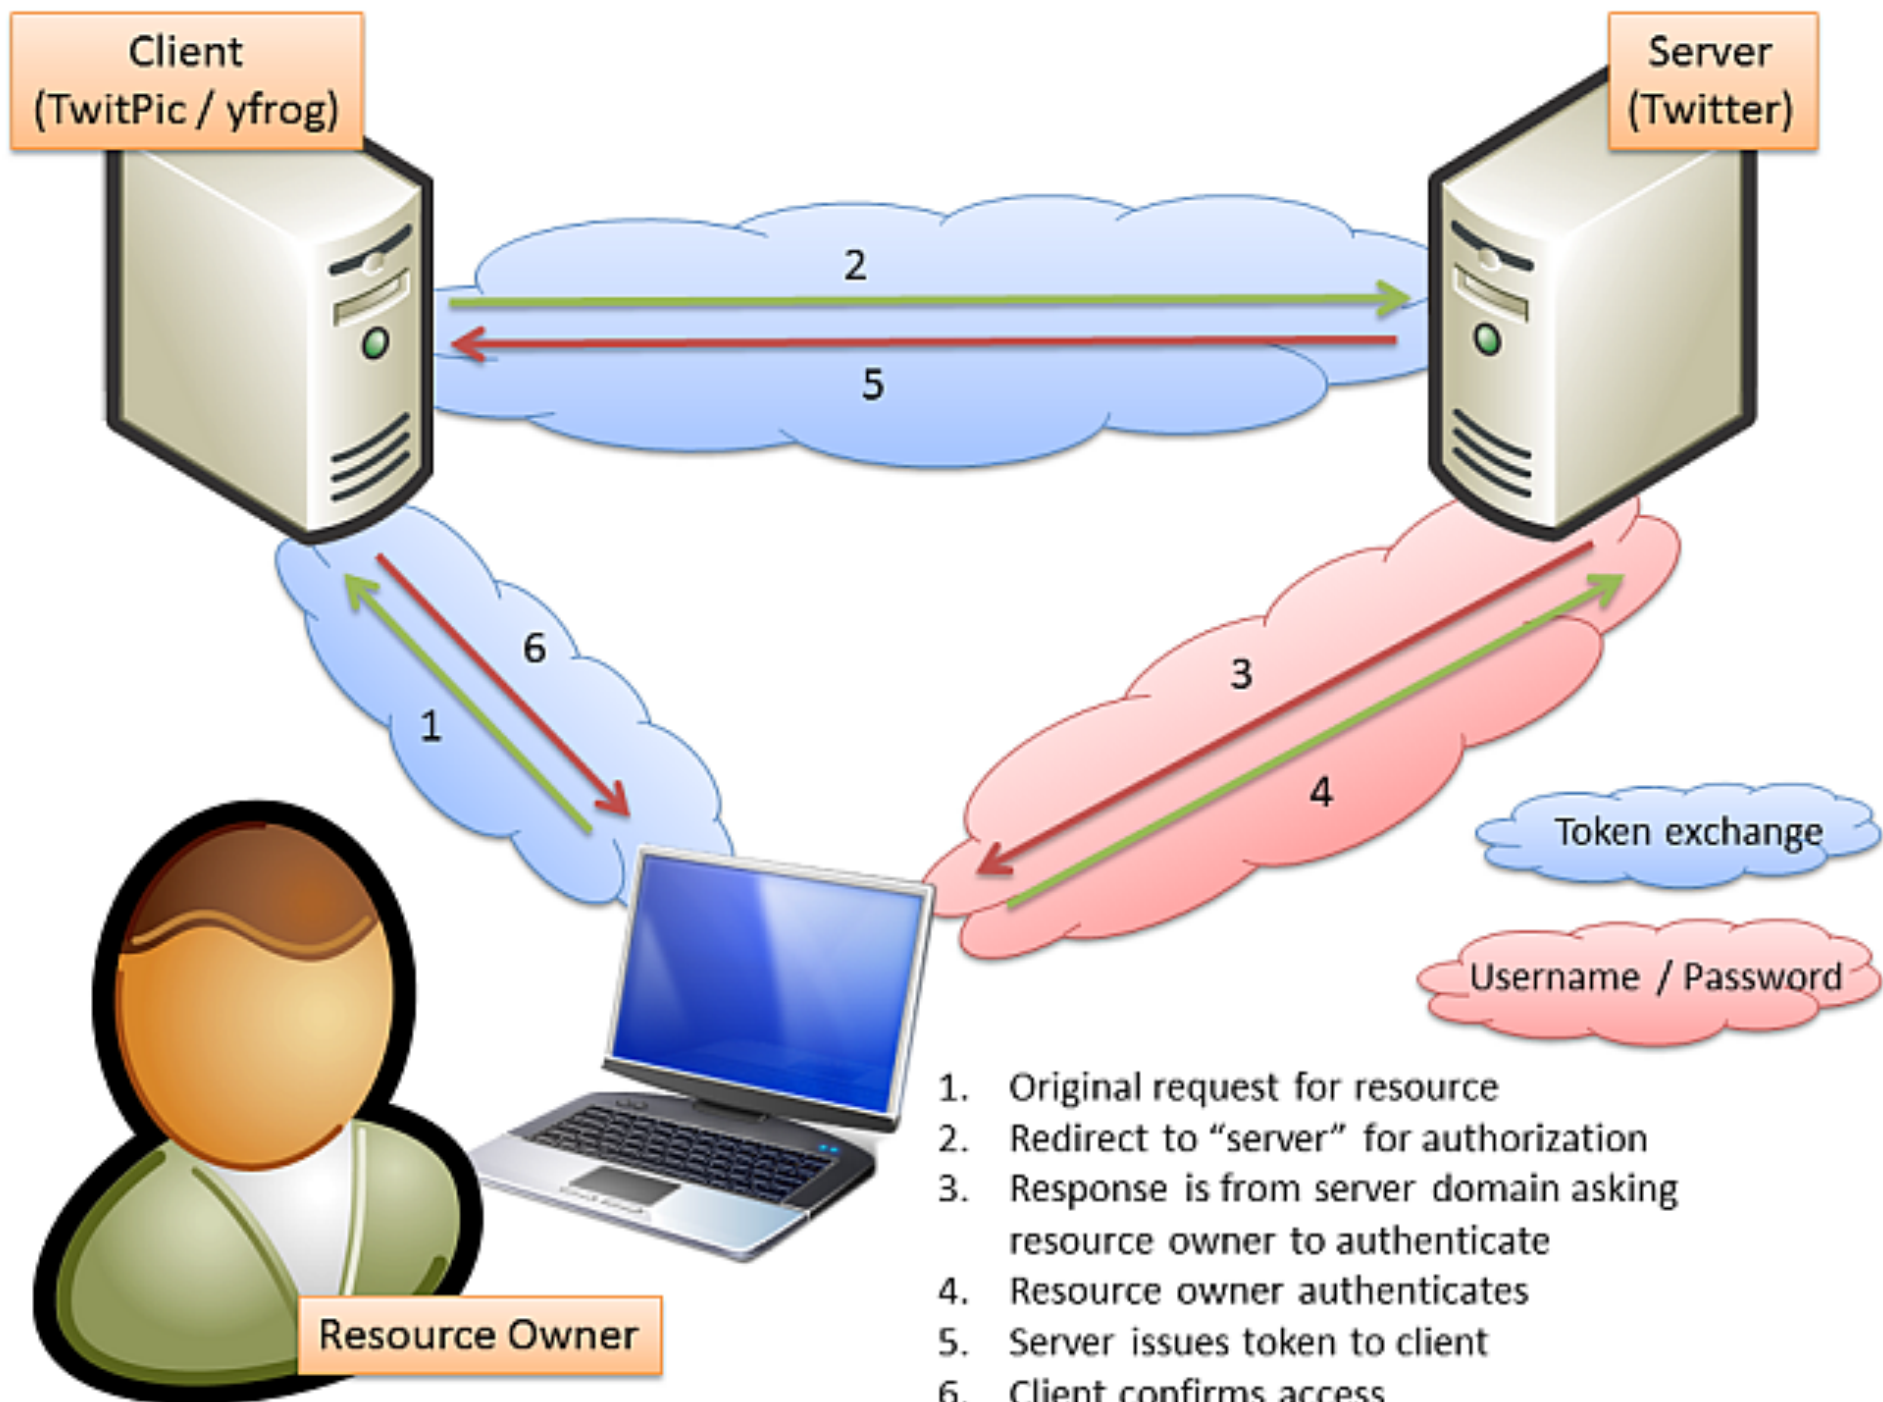 Client
(TwitPic / yfrog)
Server
(Twitter)
2
5
6
1
3
4
Token exchange
Username / Password
1. Original request for resource
2. Redirect to “server” for authorization
3. Response is from server domain asking
resource owner to authenticate
4. Resource owner authenticates
5. Server issues token to client
6. Client confirms access
Resource Owner